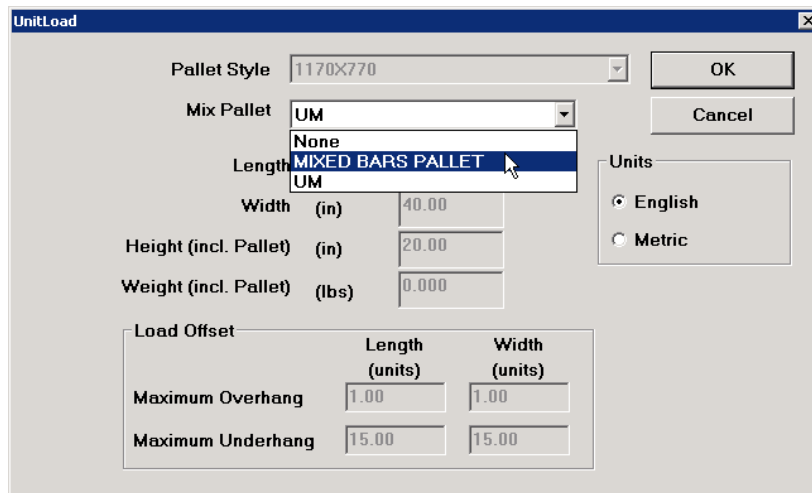 UnitLoad
Pallet Style 1170X770 OK
Mix Pallet UM Cancel
None
Length MIXED BARS PALLET Units
UM
Width (in) 40.00 English
Height (incl. Pallet) (in) 20.00 Metric
Weight (incl. Pallet) (lbs) 0.000
Load Offset
Length Width
(units) (units)
Maximum Overhang 1.00 1.00
Maximum Underhang 15.00 15.00